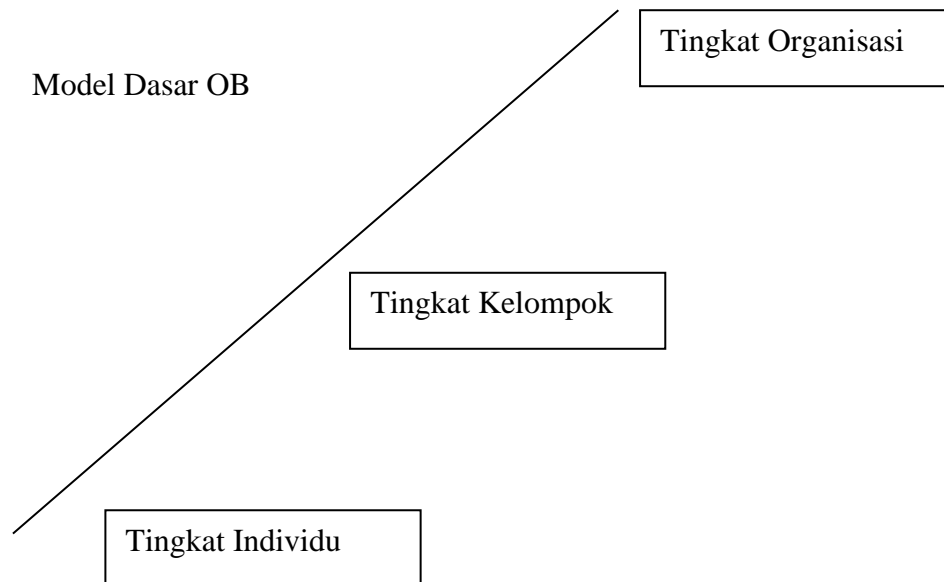 Tingkat Organisasi
Model Dasar OB
Tingkat Kelompok
Tingkat Individu